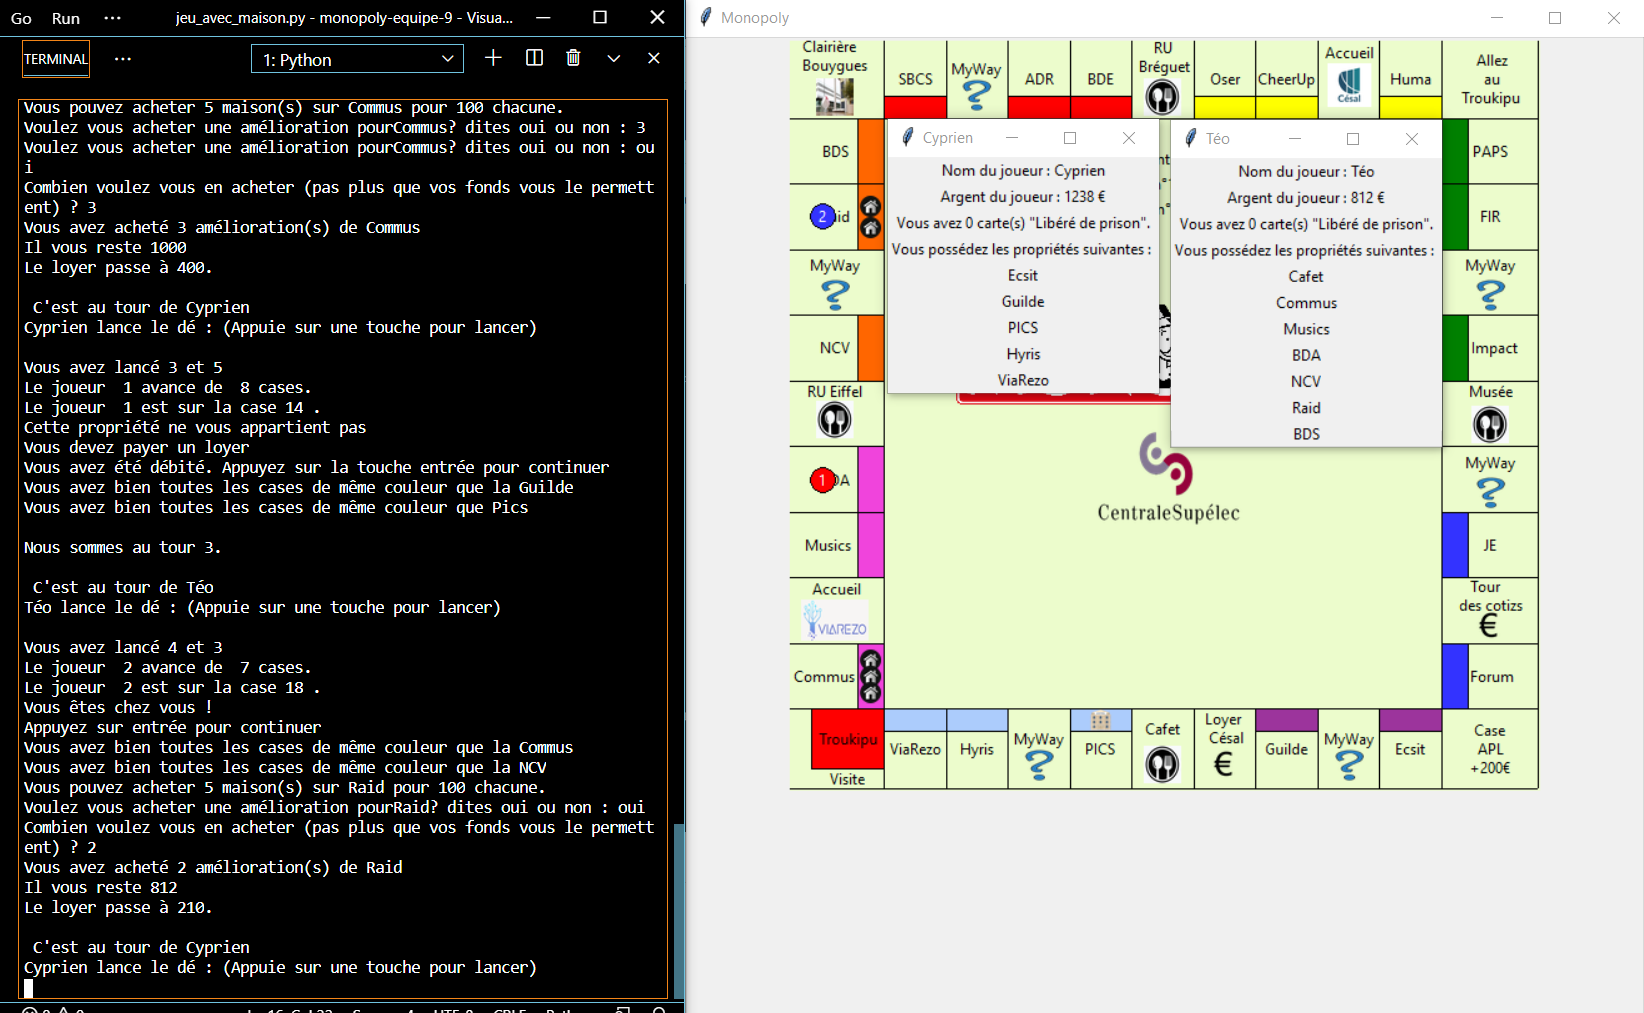 Go Run ··· jeu_avec_maison.py - monopoly-equipe-9 - Visua...
TERMINAL ··· 1: Python
Vous pouvez acheter 5 maison(s) sur Commus pour 100 chacune.
Voulez vous acheter une amélioration pourCommus? dites oui ou non : 3
Voulez vous acheter une amélioration pourCommus? dites oui ou non : ou
i
Combien voulez vous en acheter (pas plus que vos fonds vous le permett
ent) ? 3
Vous avez acheté 3 amélioration(s) de Commus
Il vous reste 1000
Le loyer passe à 400.
C'est au tour de Cyprien
Cyprien lance le dé : (Appuie sur une touche pour lancer)
Vous avez lancé 3 et 5
Le joueur  1 avance de  8 cases.
Le joueur  1 est sur la case 14 .
Cette propriété ne vous appartient pas
Vous devez payer un loyer
Vous avez été débité. Appuyez sur la touche entrée pour continuer
Vous avez bien toutes les cases de même couleur que la Guilde
Vous avez bien toutes les cases de même couleur que Pics
Nous sommes au tour 3.
C'est au tour de Téo
Téo lance le dé : (Appuie sur une touche pour lancer)
Vous avez lancé 4 et 3
Le joueur  2 avance de  7 cases.
Le joueur  2 est sur la case 18 .
Vous êtes chez vous !
Appuyez sur entrée pour continuer
Vous avez bien toutes les cases de même couleur que la Commus
Vous avez bien toutes les cases de même couleur que la NCV
Vous pouvez acheter 5 maison(s) sur Raid pour 100 chacune.
Voulez vous acheter une amélioration pourRaid? dites oui ou non : oui
Combien voulez vous en acheter (pas plus que vos fonds vous le permett
ent) ? 2
Vous avez acheté 2 amélioration(s) de Raid
Il vous reste 812
Le loyer passe à 210.
C'est au tour de Cyprien
Cyprien lance le dé : (Appuie sur une touche pour lancer)
Monopoly
Clairière
Bouygues
SBCS
MyWay
ADR
BDE
RU
Bréguet
Oser
CheerUp
Accueil
Césal
Huma
Allez
au
Troukipu
BDS
2 id
MyWay
NCV
RU Eiffel
1 DA
Musics
Accueil
VIAREZO
Commus
Cyprien
Nom du joueur : Cyprien
Argent du joueur : 1238 €
Vous avez 0 carte(s) "Libéré de prison".
Vous possédez les propriétés suivantes :
Ecsit
Guilde
PICS
Hyris
ViaRezo
Téo
Nom du joueur : Téo
Argent du joueur : 812 €
Vous avez 0 carte(s) "Libéré de prison".
Vous possédez les propriétés suivantes :
Cafet
Commus
Musics
BDA
NCV
Raid
BDS
CentraleSupélec
PAPS
FIR
MyWay
Impact
Musée
MyWay
JE
Tour
des cotizs
€
Forum
Troukipu
Visite
ViaRezo
Hyris
MyWay
PICS
Cafet
Loyer
Césal
€
Guilde
MyWay
Ecsit
Case
APL
+200€